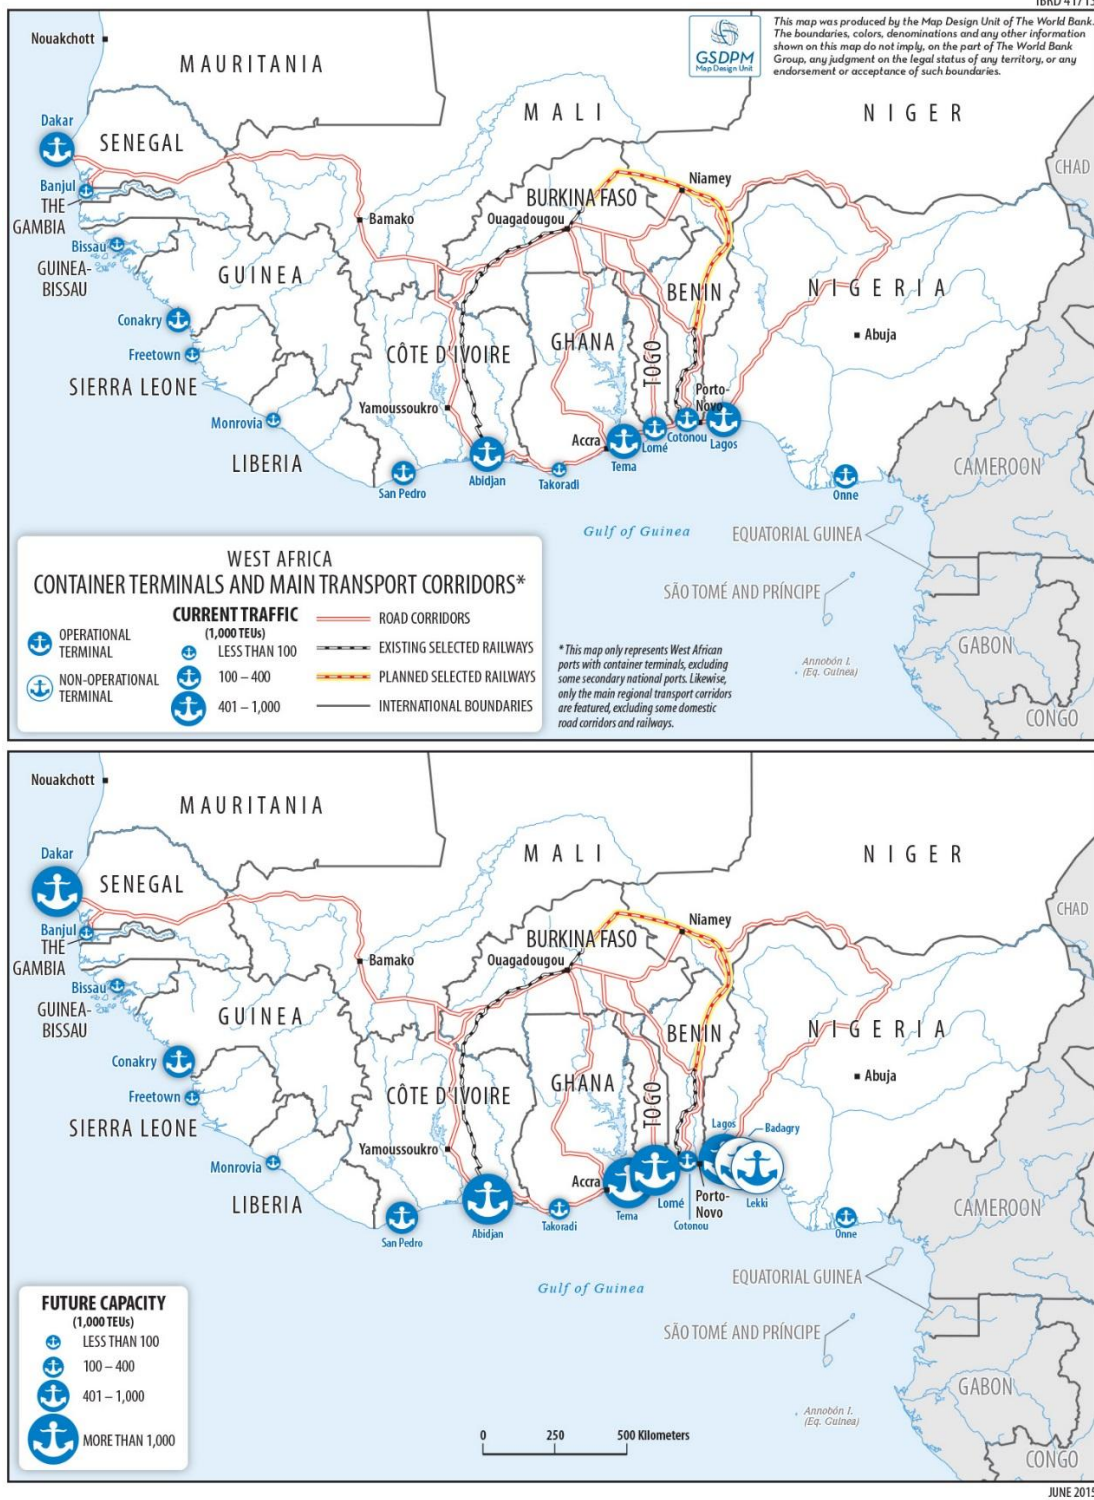 IBRD 41713
This map was produced by the Map Design Unit of The World Bank.
The boundaries, colors, denominations and any other information
shown on this map do not imply, on the part of The World Bank
Group, any judgment on the legal status of any territory, or any
endorsement or acceptance of such boundaries.
GSDPM
Map Design Unit
Nouakchott
MAURITANIA
MALI
NIGER
CHAD
Dakar
SENEGAL
Banjul
THE
GAMBIA
Bissau
GUINEA-
BISSAU
Bamako
BURKINA FASO
Ouagadougou
Niamey
GUINEA
Conakry
Freetown
SIERRA LEONE
Monrovia
LIBERIA
CÔTE D'IVOIRE
Yamoussoukro
San Pedro
Abidjan
GHANA
TOGO
BENIN
NIGERIA
Abuja
Porto-
Novo
Accra
Takoradi
Tema
Lomé
Cotonou
Lagos
Onne
CAMEROON
Gulf of Guinea
EQUATORIAL GUINEA
SÃO TOMÉ AND PRÍNCIPE
GABON
Annobón I.
(Eq. Guinea)
CONGO
WEST AFRICA
CONTAINER TERMINALS AND MAIN TRANSPORT CORRIDORS*
OPERATIONAL
TERMINAL
NON-OPERATIONAL
TERMINAL
CURRENT TRAFFIC
(1,000 TEUs)
LESS THAN 100
100 – 400
401 – 1,000
ROAD CORRIDORS
EXISTING SELECTED RAILWAYS
PLANNED SELECTED RAILWAYS
INTERNATIONAL BOUNDARIES
* This map only represents West African
ports with container terminals, excluding
some secondary national ports. Likewise,
only the main regional transport corridors
are featured, excluding some domestic
road corridors and railways.
Nouakchott
MAURITANIA
MALI
NIGER
CHAD
Dakar
SENEGAL
Banjul
THE
GAMBIA
Bissau
GUINEA-
BISSAU
Bamako
BURKINA FASO
Ouagadougou
Niamey
GUINEA
Conakry
Freetown
SIERRA LEONE
Monrovia
LIBERIA
CÔTE D'IVOIRE
Yamoussoukro
San Pedro
Abidjan
GHANA
TOGO
BENIN
NIGERIA
Abuja
Lagos
Badagry
Accra
Takoradi
Tema
Lomé
Cotonou
Porto-
Novo
Lekki
Onne
CAMEROON
Gulf of Guinea
EQUATORIAL GUINEA
SÃO TOMÉ AND PRÍNCIPE
GABON
Annobón I.
(Eq. Guinea)
CONGO
FUTURE CAPACITY
(1,000 TEUs)
LESS THAN 100
100 – 400
401 – 1,000
MORE THAN 1,000
0 250 500 Kilometers
JUNE 2015